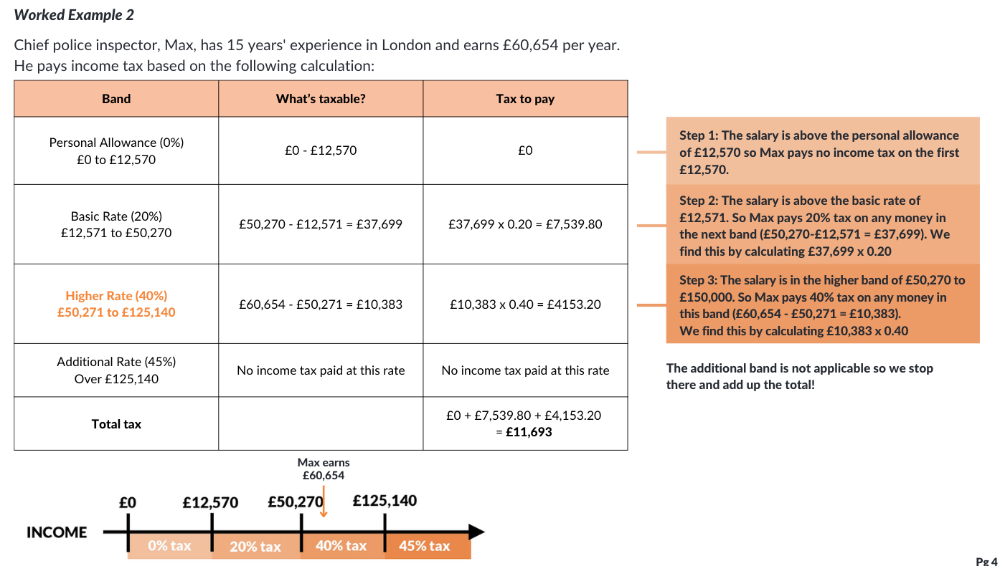 Worked Example 2
Chief police inspector, Max, has 15 years' experience in London and earns £60,654 per year.
He pays income tax based on the following calculation:
Band
What's taxable?
Tax to pay
Personal Allowance (0%)
£0 to £12,570
£0 - £12,570
£0
Basic Rate (20%)
£12,571 to £50,270
£50,270 - £12,571 = £37,699
£37,699 x 0.20 = £7,539.80
Higher Rate (40%)
£50,271 to £125,140
£60,654 - £50,271 = £10,383
£10,383 x 0.40 = £4153.20
Additional Rate (45%)
Over £125,140
No income tax paid at this rate
No income tax paid at this rate
Total tax
£0 + £7,539.80 + £4,153.20
= £11,693
Step 1: The salary is above the personal allowance
of £12,570 so Max pays no income tax on the first
£12,570.
Step 2: The salary is above the basic rate of
£12,571. So Max pays 20% tax on any money in
the next band (£50,270-£12,571 = £37,699). We
find this by calculating £37,699 x 0.20
Step 3: The salary is in the higher band of £50,270 to
£150,000. So Max pays 40% tax on any money in
this band (£60,654 - £50,271 = £10,383).
We find this by calculating £10,383 x 0.40
The additional band is not applicable so we stop
there and add up the total!
Max earns
£60,654
£0
£12,570
£50,270
£125,140
INCOME
0% tax
20% tax
40% tax
45% tax
Pg 4